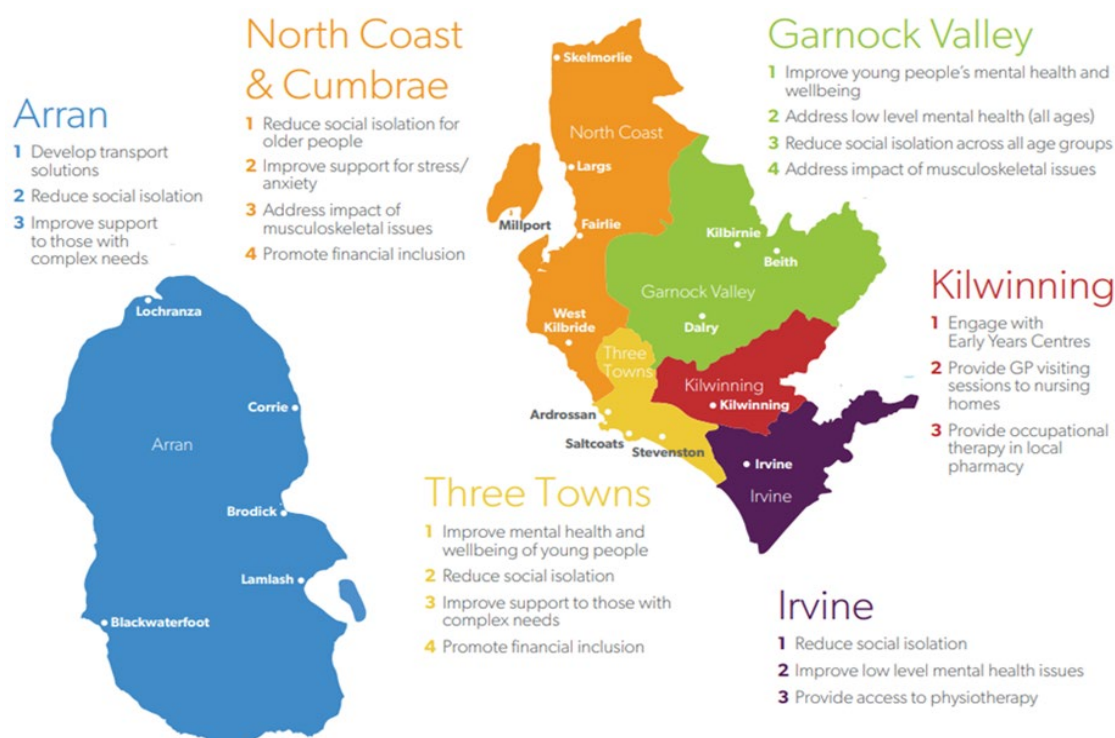 Arran
1 Develop transport
solutions
2 Reduce social isolation
3 Improve support
to those with
complex needs
North Coast
& Cumbrae
1 Reduce social isolation for
older people
2 Improve support for stress/
anxiety
3 Address impact of
musculoskeletal issues
4 Promote financial inclusion
Garnock Valley
1 Improve young people's mental health and
wellbeing
2 Address low level mental health (all ages)
3 Reduce social isolation across all age groups
4 Address impact of musculoskeletal issues
Skelmorlie
North Coast
Largs
Millport
Fairlie
Kilbirnie
Beith
Garnock Valley
Dalry
West
Kilbride
Three
Towns
Kilwinning
Kilwinning
Ardrossan
Saltcoats
Stevenston
Irvine
Irvine
Kilwinning
1 Engage with
Early Years Centres
2 Provide GP visiting
sessions to nursing
homes
3 Provide occupational
therapy in local
pharmacy
Lochranza
Corrie
Arran
Brodick
Lamlash
Blackwaterfoot
Three Towns
1 Improve mental health and
wellbeing of young people
2 Reduce social isolation
3 Improve support to those with
complex needs
4 Promote financial inclusion
Irvine
1 Reduce social isolation
2 Improve low level mental health issues
3 Provide access to physiotherapy